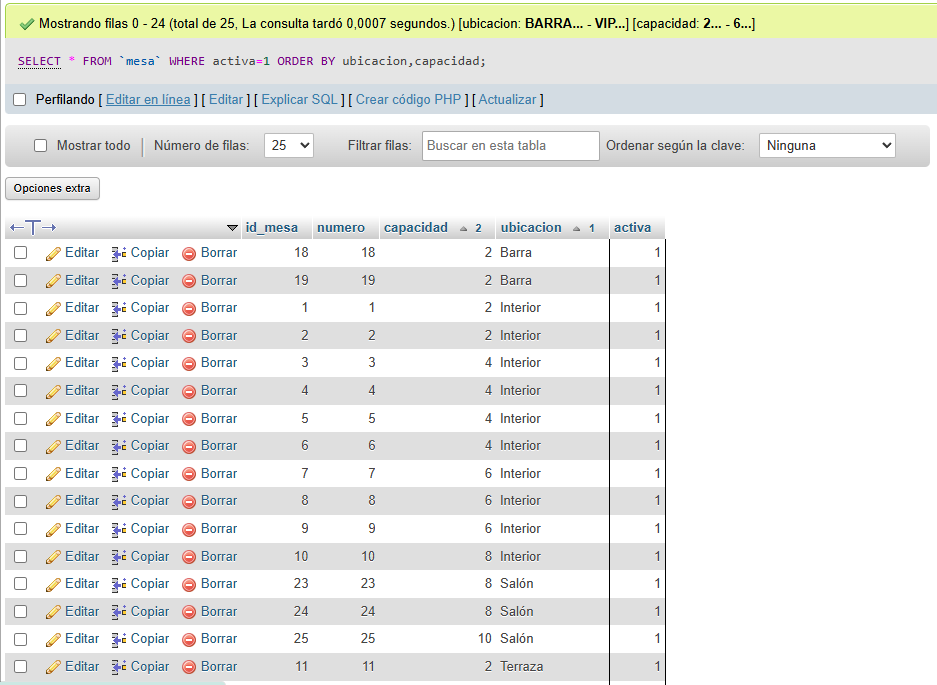 Mostrando filas 0 - 24 (total de 25, La consulta tardó 0,0007 segundos.) [ubicacion: BARRA... - VIP...] [capacidad: 2... - 6...]
SELECT * FROM `mesa` WHERE activa=1 ORDER BY ubicacion,capacidad;
Perfilando [ Editar en línea ] [ Editar ] [ Explicar SQL ] [ Crear código PHP ] [ Actualizar ]
Mostrar todo | Número de filas: 25 Filtrar filas: Buscar en esta tabla Ordenar según la clave: Ninguna
Opciones extra
id_mesa numero capacidad 2 ubicacion 1 activa
Editar Copiar Borrar 18 18 2 Barra 1
Editar Copiar Borrar 19 19 2 Barra 1
Editar Copiar Borrar 1 1 2 Interior 1
Editar Copiar Borrar 2 2 2 Interior 1
Editar Copiar Borrar 3 3 4 Interior 1
Editar Copiar Borrar 4 4 4 Interior 1
Editar Copiar Borrar 5 5 4 Interior 1
Editar Copiar Borrar 6 6 4 Interior 1
Editar Copiar Borrar 7 7 6 Interior 1
Editar Copiar Borrar 8 8 6 Interior 1
Editar Copiar Borrar 9 9 6 Interior 1
Editar Copiar Borrar 10 10 8 Interior 1
Editar Copiar Borrar 23 23 8 Salón 1
Editar Copiar Borrar 24 24 8 Salón 1
Editar Copiar Borrar 25 25 10 Salón 1
Editar Copiar Borrar 11 11 2 Terraza 1